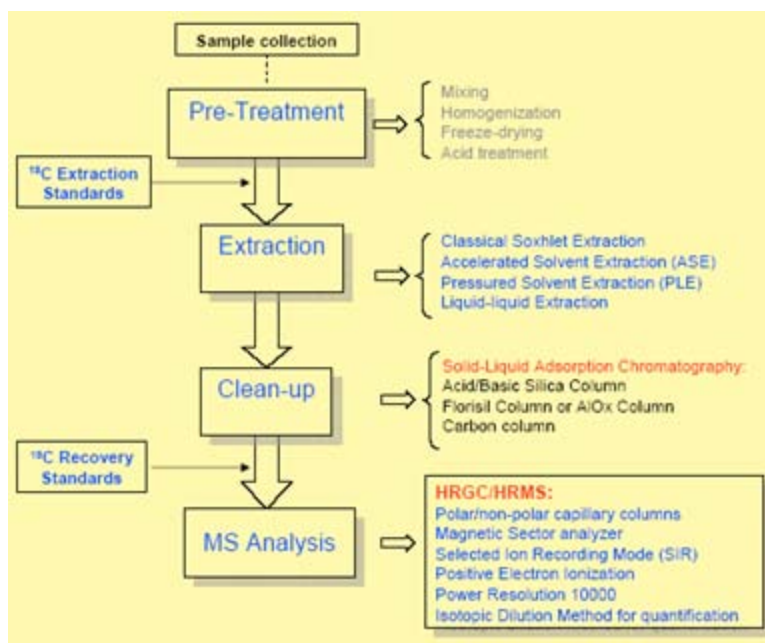 Sample collection
Pre-Treatment
Mixing
Homogenization
Freeze-drying
Acid treatment
¹³C Extraction
Standards
Extraction
Classical Soxhlet Extraction
Accelerated Solvent Extraction (ASE)
Pressured Solvent Extraction (PLE)
Liquid-liquid Extraction
Clean-up
Solid-Liquid Adsorption Chromatography:
Acid/Basic Silica Column
Florisil Column or AlOx Column
Carbon column
¹³C Recovery
Standards
MS Analysis
HRGC/HRMS:
Polar/non-polar capillary columns
Magnetic Sector analyzer
Selected Ion Recording Mode (SIR)
Positive Electron Ionization
Power Resolution 10000
Isotopic Dilution Method for quantification